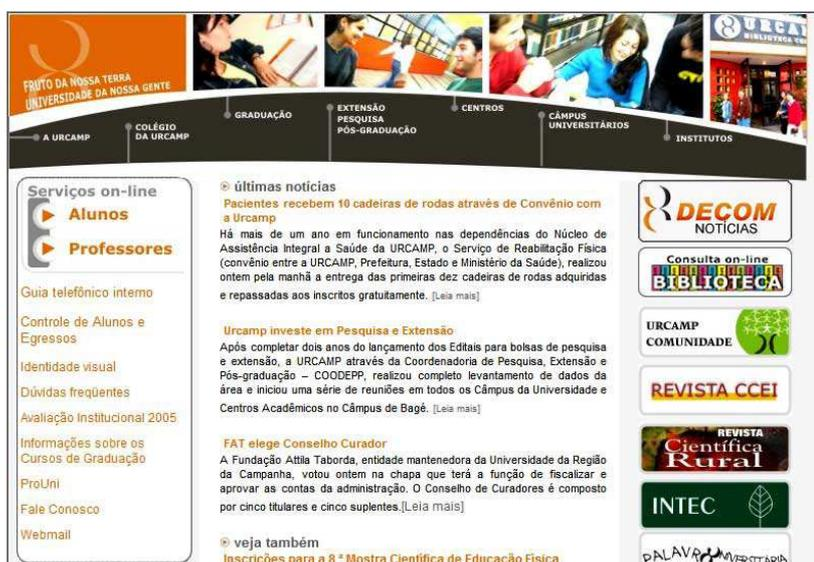 FRUTO DA NOSSA TERRA
UNIVERSIDADE DA NOSSA GENTE
URCAMP
BIBLIOTECA
A URCAMP
COLÉGIO
DA URCAMP
GRADUAÇÃO
EXTENSÃO
PESQUISA
PÓS-GRADUAÇÃO
CENTROS
CÂMPUS
UNIVERSITÁRIOS
INSTITUTOS
Serviços on-line
Alunos
Professores
Guia telefônico interno
Controle de Alunos e
Egressos
Identidade visual
Dúvidas freqüentes
Avaliação Institucional 2005
Informações sobre os
Cursos de Graduação
ProUni
Fale Conosco
Webmail
últimas notícias
Pacientes recebem 10 cadeiras de rodas através de Convênio com
a Urcamp
Há mais de um ano em funcionamento nas dependências do Núcleo de
Assistência Integral a Saúde da URCAMP, o Serviço de Reabilitação Física
(convênio entre a URCAMP, Prefeitura, Estado e Ministério da Saúde), realizou
ontem pela manhã a entrega das primeiras dez cadeiras de rodas adquiridas
e repassadas aos inscritos gratuitamente. [Leia mais]
Urcamp investe em Pesquisa e Extensão
Após completar dois anos do lançamento dos Editais para bolsas de pesquisa
e extensão, a URCAMP através da Coordenadoria de Pesquisa, Extensão e
Pós-graduação – COODEPP, realizou completo levantamento de dados da
área e iniciou uma série de reuniões em todos os Câmpus da Universidade e
Centros Acadêmicos no Câmpus de Bagé. [Leia mais]
FAT elege Conselho Curador
A Fundação Attila Taborda, entidade mantenedora da Universidade da Região
da Campanha, votou ontem na chapa que terá a função de fiscalizar e
aprovar as contas da administração. O Conselho de Curadores é composto
por cinco titulares e cinco suplentes.[Leia mais]
veja também
Inscrições para a 8ª Mostra Científica de Educação Física
DECOM
NOTÍCIAS
Consulta on-line
BIBLIOTECA
URCAMP
COMUNIDADE
REVISTA CCEI
REVISTA
Científica
Rural
INTEC
PALAVRA UNIVERSITÁRIA